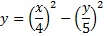 y = (x/4)² − (y/5)²